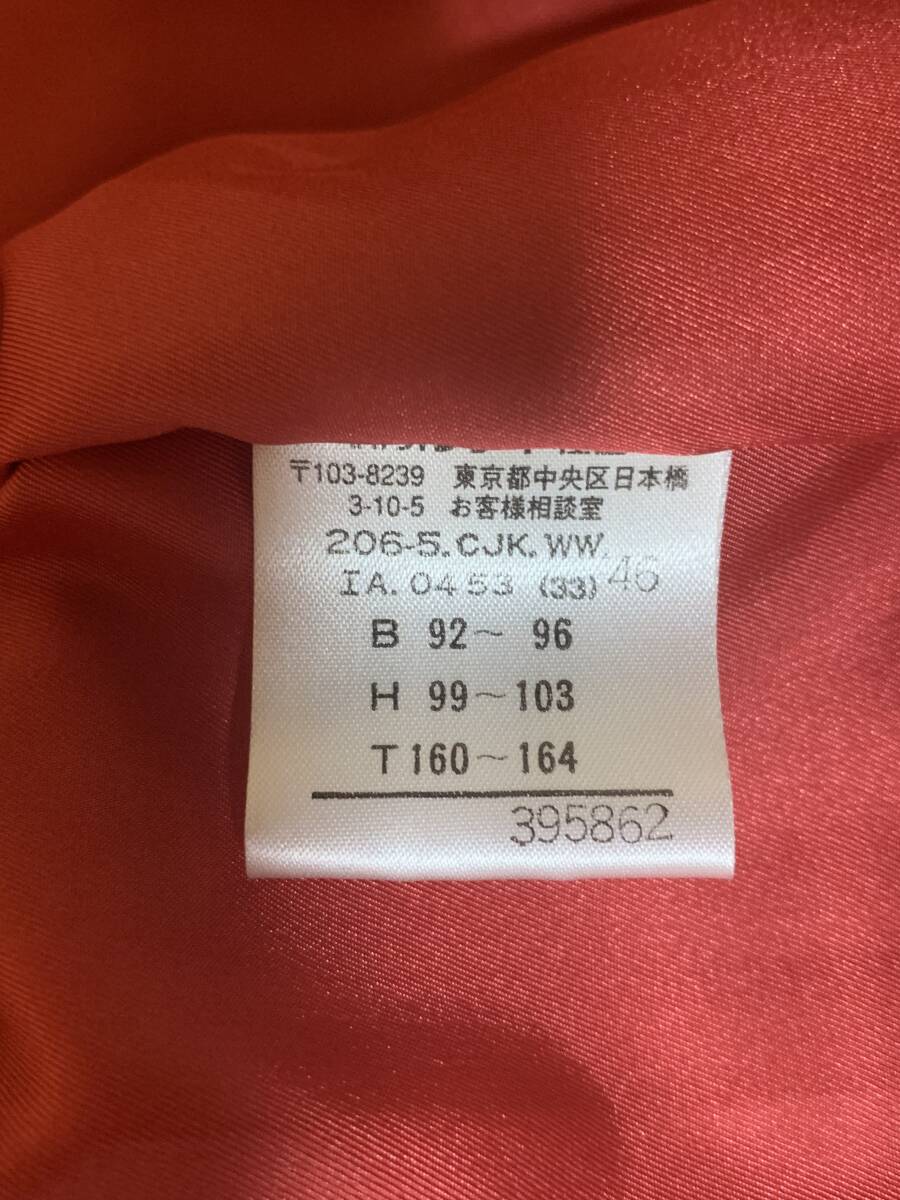 〒103-8239 東京都中央区日本橋
3-10-5 お客様相談室
206-5.CJK.WW.
IA.0453 (33) 46
B 92～ 96
H 99～103
T 160～164
395862